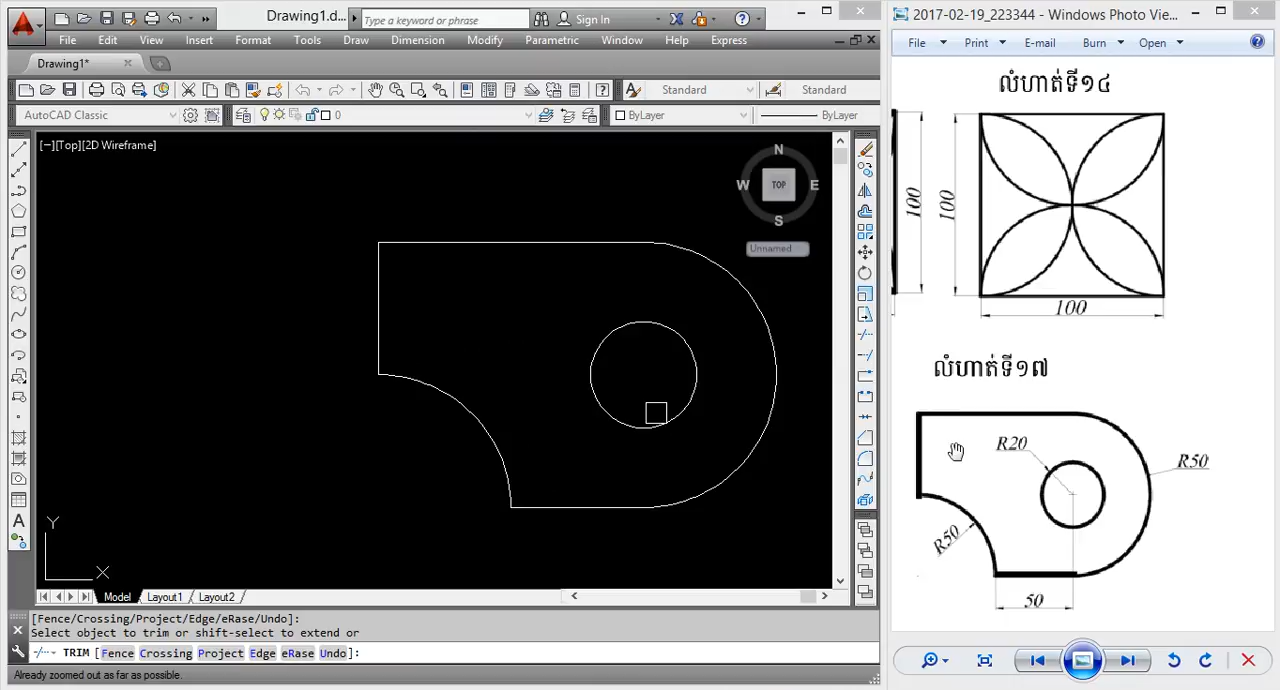 Drawing1.d...
Type a keyword or phrase
Sign In
File Edit View Insert Format Tools Draw Dimension Modify Parametric Window Help Express
Drawing1*
Standard
Standard
AutoCAD Classic
0
ByLayer
ByLayer
[−][Top][2D Wireframe]
N
W
TOP
E
S
Unnamed
Y
X
Model
Layout1
Layout2
[Fence/Crossing/Project/Edge/eRase/Undo]:
Select object to trim or shift-select to extend or
TRIM [Fence Crossing Project Edge eRase Undo]:
Already zoomed out as far as possible.
2017-02-19_223344 - Windows Photo Vie...
File Print E-mail Burn Open
លំហាត់ទី១៤
100
100
100
លំហាត់ទី១៧
R20
R50
R50
50